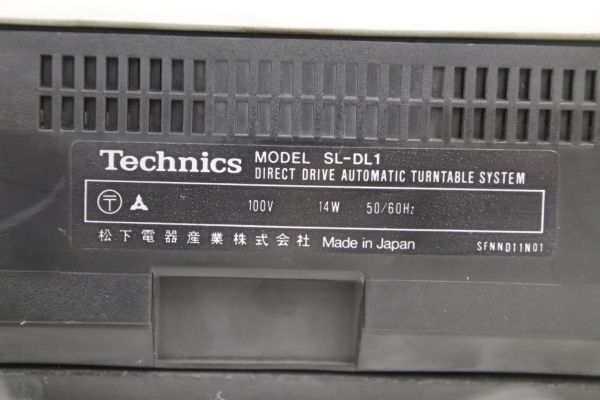 Technics MODEL SL-DL1
DIRECT DRIVE AUTOMATIC TURNTABLE SYSTEM
〒 100V 14W 50/60Hz
松下電器産業株式会社 Made in Japan SFNND11N01